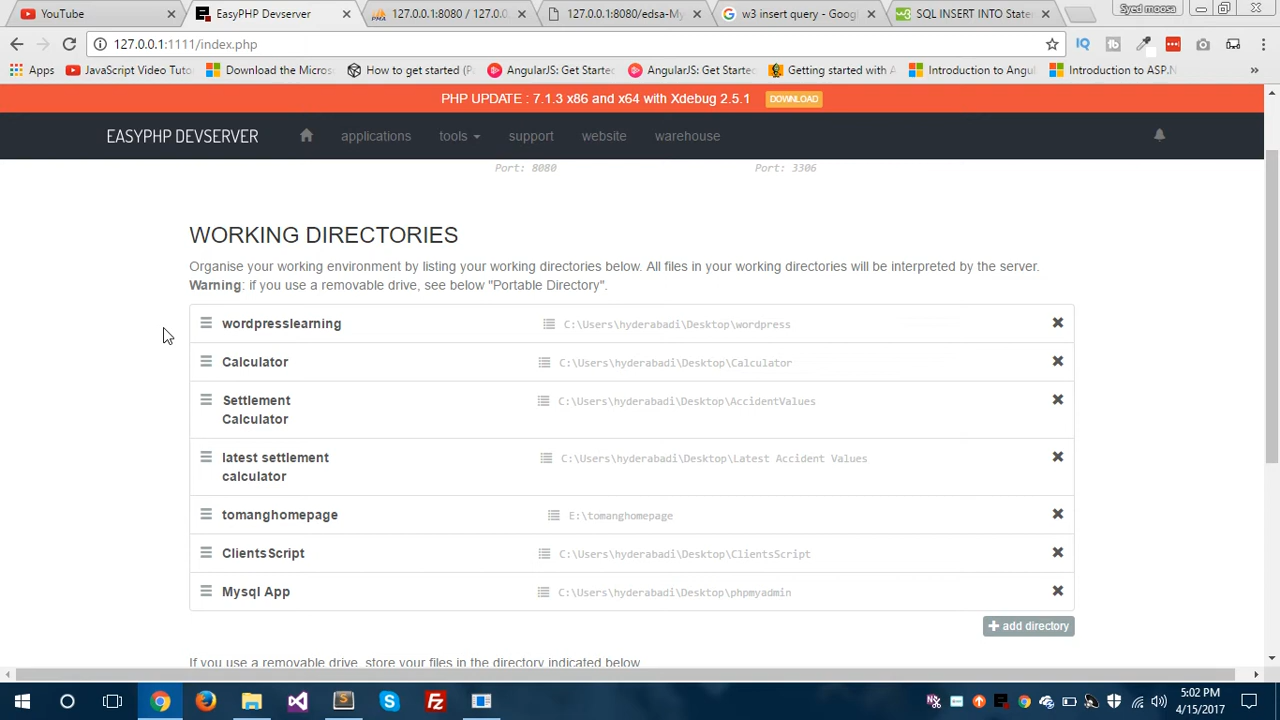 YouTube
EasyPHP Devserver
127.0.0.1:8080 / 127.0.0
127.0.0.1:8080/edsa-My
w3 insert query - Goog
SQL INSERT INTO State
Syed moosa
127.0.0.1:1111/index.php
Apps
JavaScript Video Tuto
Download the Micros
How to get started (P
AngularJS: Get Starte
AngularJS: Get Starte
Getting started with A
Introduction to Angul
Introduction to ASP.N
PHP UPDATE : 7.1.3 x86 and x64 with Xdebug 2.5.1
DOWNLOAD
EASYPHP DEVSERVER
applications
tools
support
website
warehouse
Port: 8080
Port: 3306
WORKING DIRECTORIES
Organise your working environment by listing your working directories below. All files in your working directories will be interpreted by the server.
Warning: if you use a removable drive, see below "Portable Directory".
wordpresslearning
C:\Users\hyderabadi\Desktop\wordpress
Calculator
C:\Users\hyderabadi\Desktop\Calculator
Settlement
Calculator
C:\Users\hyderabadi\Desktop\AccidentValues
latest settlement
calculator
C:\Users\hyderabadi\Desktop\Latest Accident Values
tomanghomepage
E:\tomanghomepage
ClientsScript
C:\Users\hyderabadi\Desktop\ClientsScript
Mysql App
C:\Users\hyderabadi\Desktop\phpmyadmin
add directory
If you use a removable drive, store your files in the directory indicated below
5:02 PM
4/15/2017